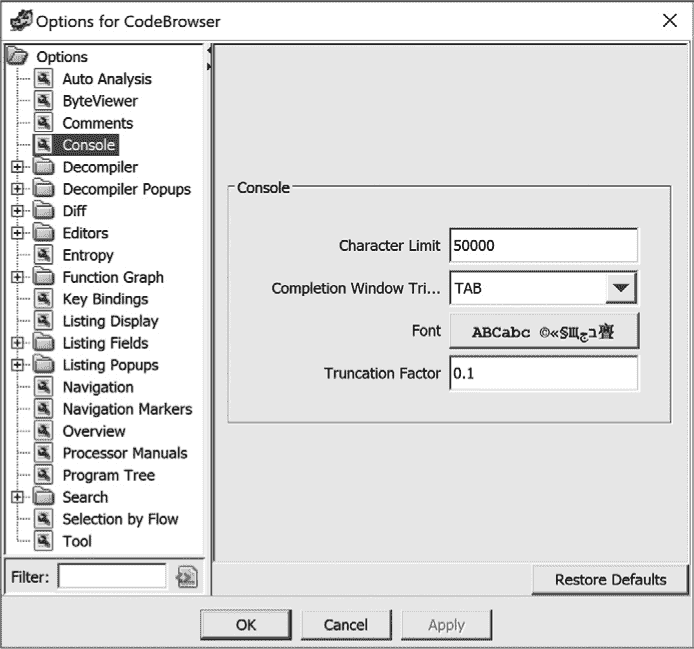 Options for CodeBrowser
Options
Auto Analysis
ByteViewer
Comments
Console
Decompiler
Decompiler Popups
Diff
Editors
Entropy
Function Graph
Key Bindings
Listing Display
Listing Fields
Listing Popups
Navigation
Navigation Markers
Overview
Processor Manuals
Program Tree
Search
Selection by Flow
Tool
Filter:
Console
Character Limit 50000
Completion Window Tri... TAB
Font ABCabc ©«§
Truncation Factor 0.1
Restore Defaults
OK Cancel Apply